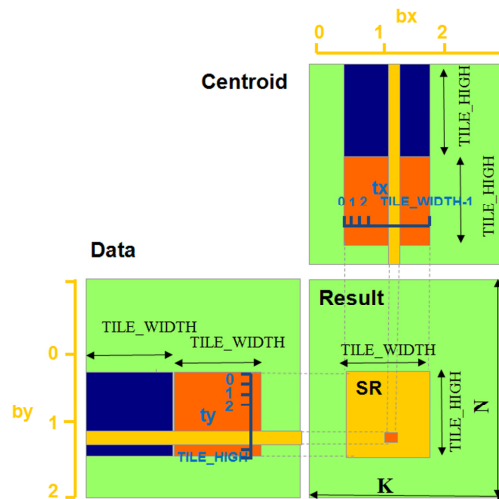 bx
0 1 2
Centroid
TILE_HIGH
TILE_HIGH
tx
0 1 2 TILE_WIDTH-1
Data
TILE_WIDTH
TILE_WIDTH
0
1
2
ty
TILE_HIGH
by
0
1
2
Result
TILE_WIDTH
SR
TILE_HIGH
N
K